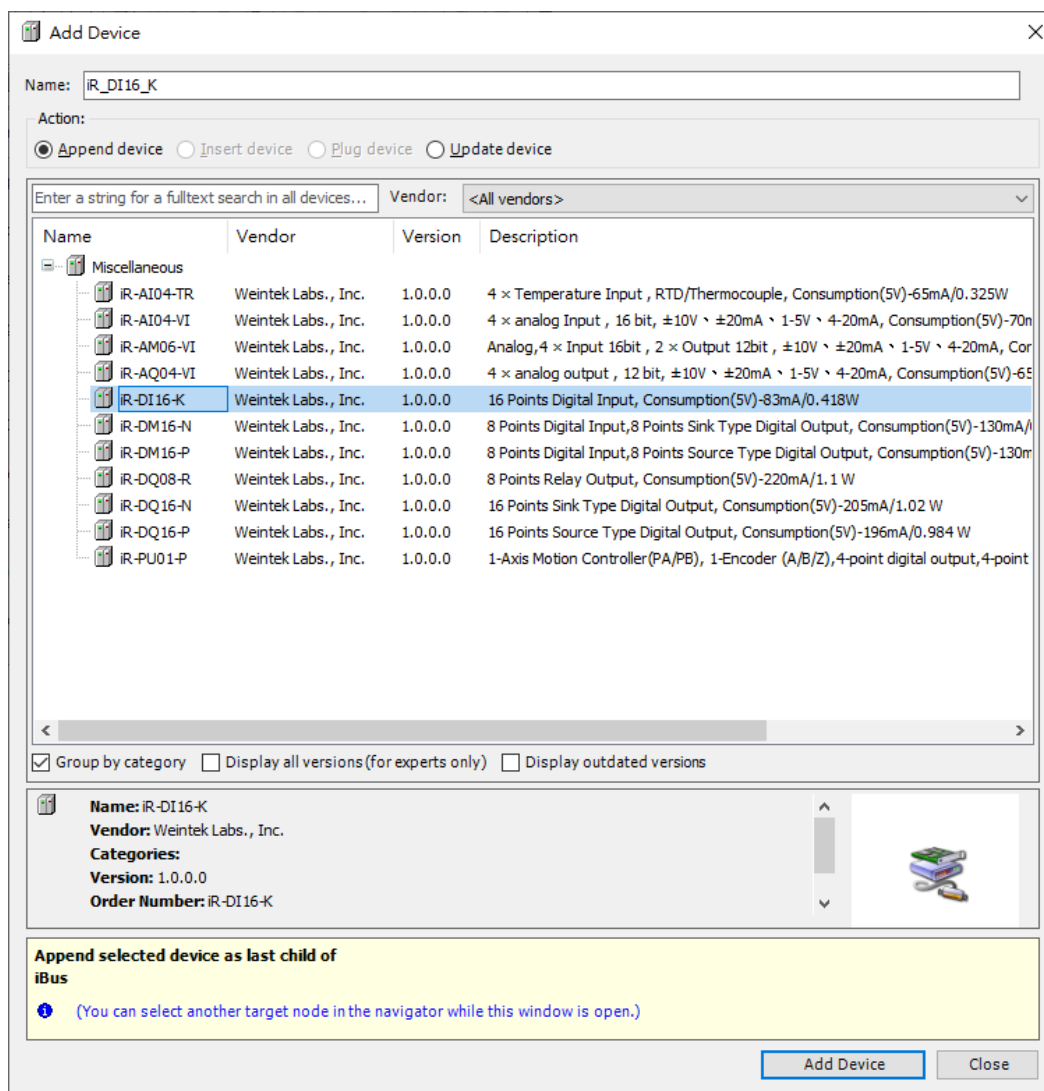 Add Device
Name: iR_DI16_K
Action:
Append device Insert device Plug device Update device
Enter a string for a fulltext search in all devices... Vendor: <All vendors>
Name Vendor Version Description
Miscellaneous
iR-AI04-TR Weintek Labs., Inc. 1.0.0.0 4 × Temperature Input , RTD/Thermocouple, Consumption(5V)-65mA/0.325W
iR-AI04-VI Weintek Labs., Inc. 1.0.0.0 4 × analog Input , 16 bit, ±10V、±20mA、1-5V、4-20mA, Consumption(5V)-70
iR-AM06-VI Weintek Labs., Inc. 1.0.0.0 Analog,4 × Input 16bit , 2 × Output 12bit , ±10V、±20mA、1-5V、4-20mA, Cor
iR-AQ04-VI Weintek Labs., Inc. 1.0.0.0 4 × analog output , 12 bit, ±10V、±20mA、1-5V、4-20mA, Consumption(5V)-65
iR-DI16-K Weintek Labs., Inc. 1.0.0.0 16 Points Digital Input, Consumption(5V)-83mA/0.418W
iR-DM16-N Weintek Labs., Inc. 1.0.0.0 8 Points Digital Input,8 Points Sink Type Digital Output, Consumption(5V)-130mA/
iR-DM16-P Weintek Labs., Inc. 1.0.0.0 8 Points Digital Input,8 Points Source Type Digital Output, Consumption(5V)-130m
iR-DQ08-R Weintek Labs., Inc. 1.0.0.0 8 Points Relay Output, Consumption(5V)-220mA/1.1 W
iR-DQ16-N Weintek Labs., Inc. 1.0.0.0 16 Points Sink Type Digital Output, Consumption(5V)-205mA/1.02 W
iR-DQ16-P Weintek Labs., Inc. 1.0.0.0 16 Points Source Type Digital Output, Consumption(5V)-196mA/0.984 W
iR-PU01-P Weintek Labs., Inc. 1.0.0.0 1-Axis Motion Controller(PA/PB), 1-Encoder (A/B/Z),4-point digital output,4-point
Group by category Display all versions (for experts only) Display outdated versions
Name: iR-DI16-K
Vendor: Weintek Labs., Inc.
Categories:
Version: 1.0.0.0
Order Number: iR-DI16-K
Append selected device as last child of
iBus
(You can select another target node in the navigator while this window is open.)
Add Device Close